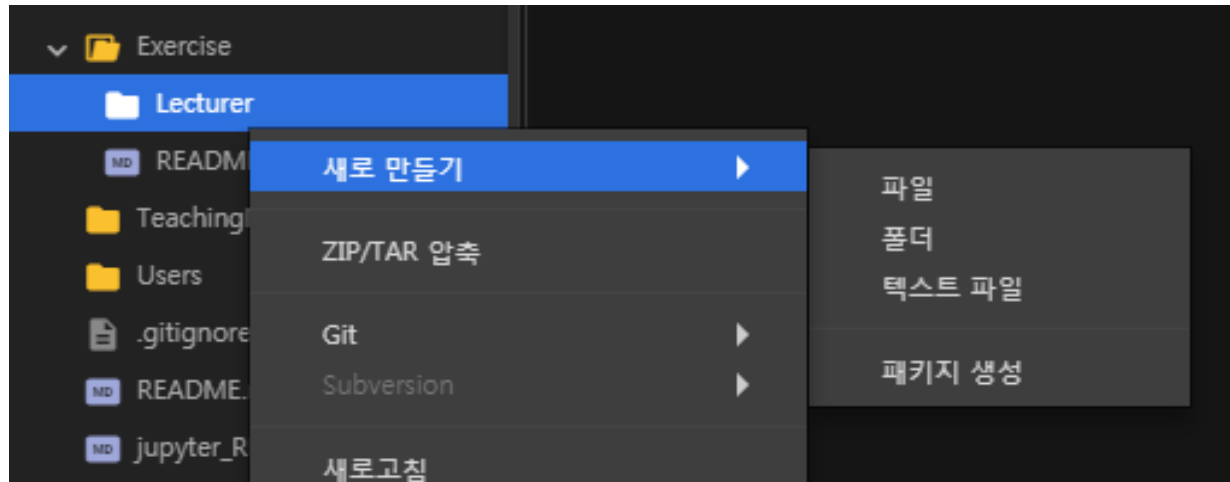 Exercise
Lecturer
READM
Teaching
Users
.gitignore
README.
jupyter_R
새로 만들기
ZIP/TAR 압축
Git
Subversion
새로고침
파일
폴더
텍스트 파일
패키지 생성